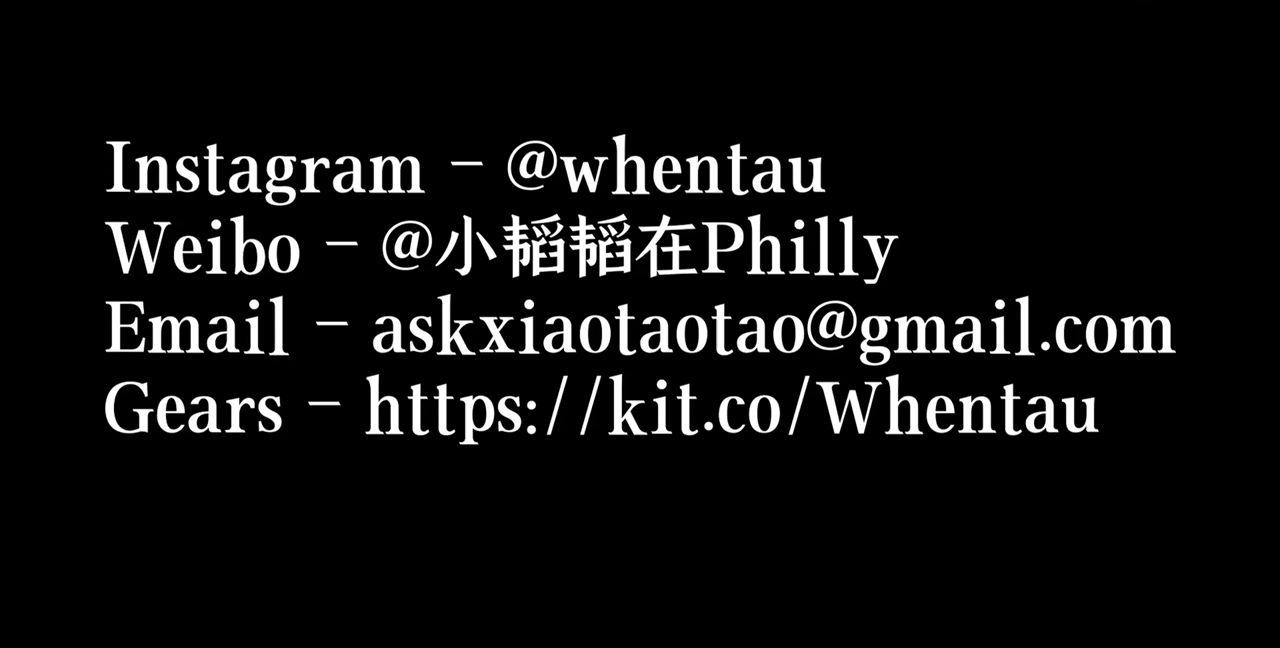 Instagram - @whentau
Weibo - @小韬韬在Philly
Email - askxiaotaotao@gmail.com
Gears - https://kit.co/Whentau